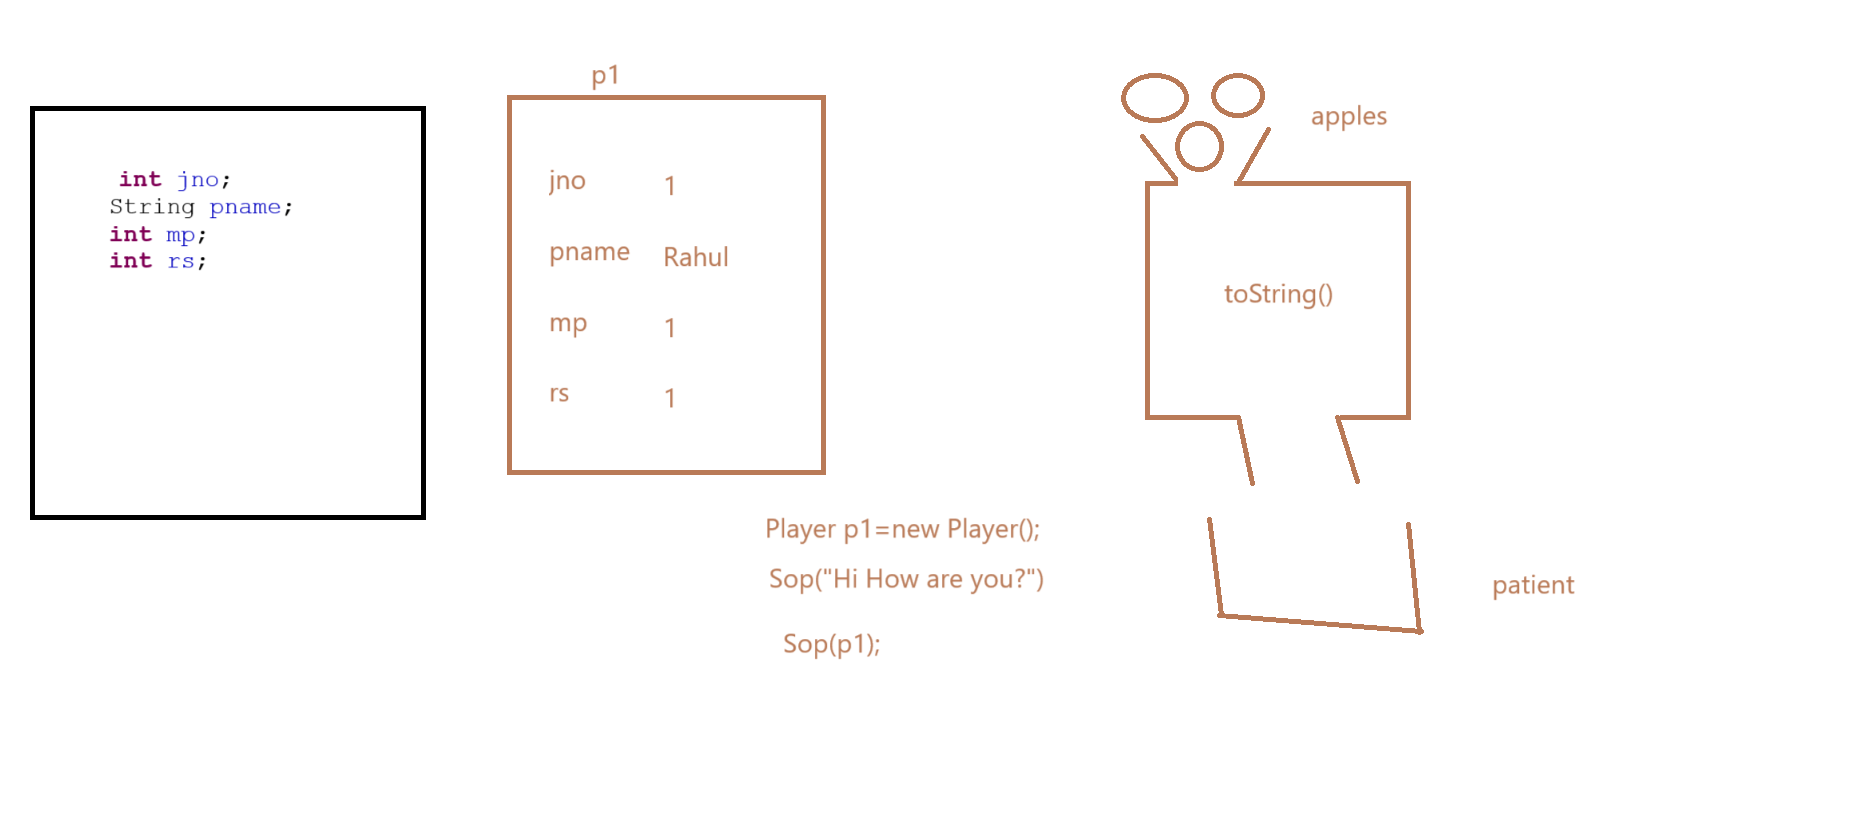 int jno;
String pname;
int mp;
int rs;
p1
jno 1
pname Rahul
mp 1
rs 1
Player p1=new Player();
Sop("Hi How are you?")
Sop(p1);
apples
toString()
patient